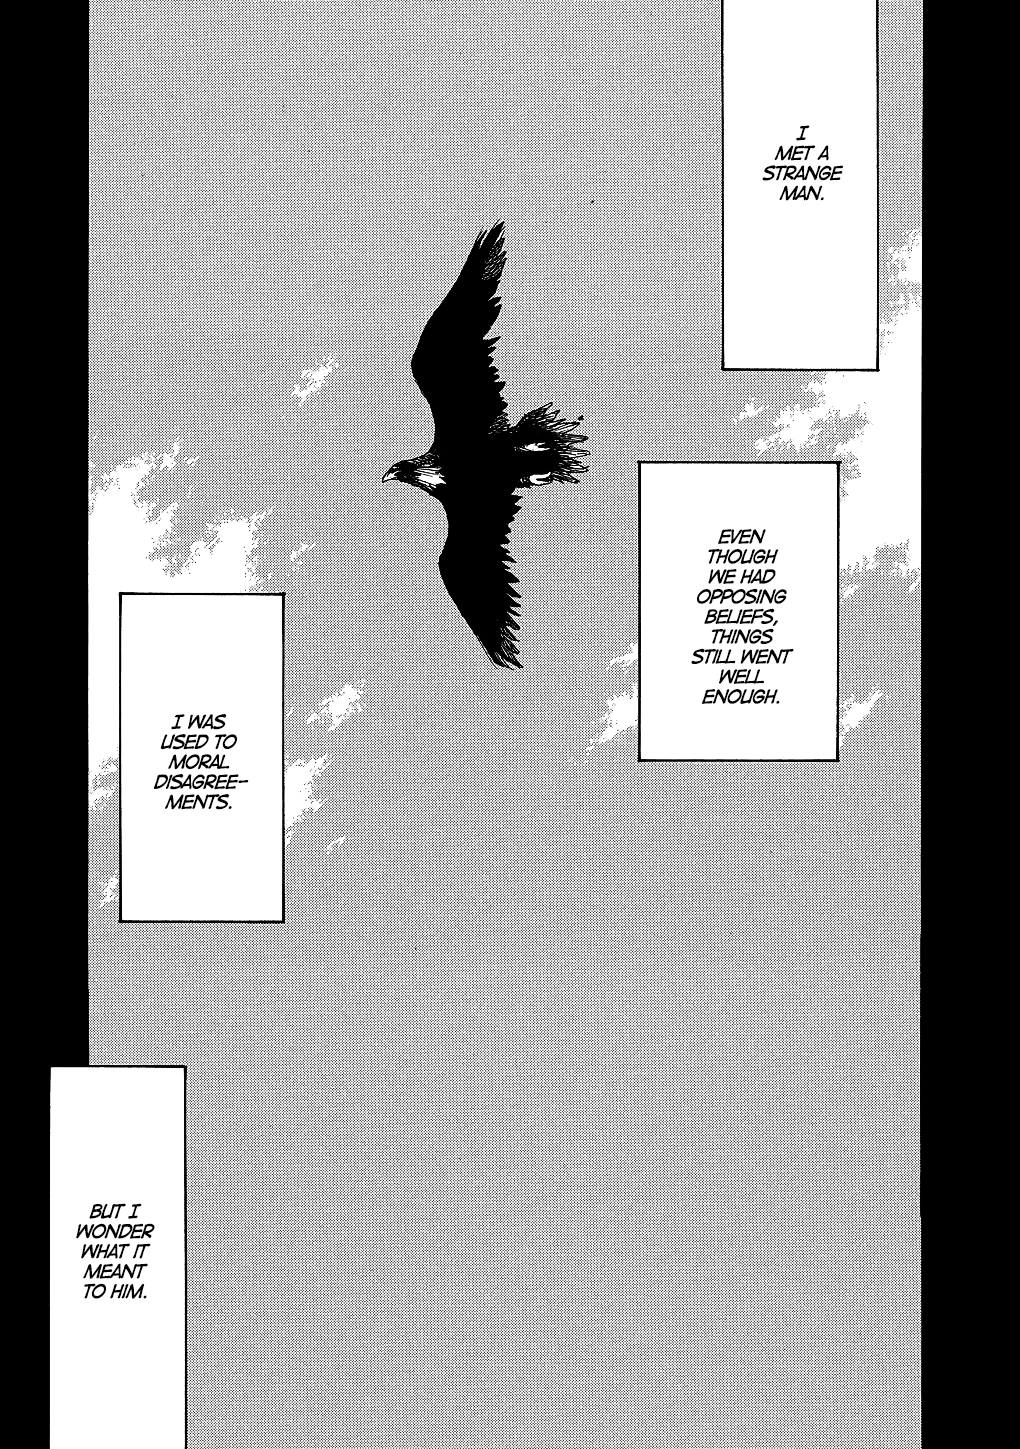 I
MET A
STRANGE
MAN.
EVEN
THOUGH
WE HAD
OPPOSING
BELIEFS,
THINGS
STILL WENT
WELL
ENOUGH.
I WAS
USED TO
MORAL
DISAGREE-
MENTS.
BUT I
WONDER
WHAT IT
MEANT
TO HIM.